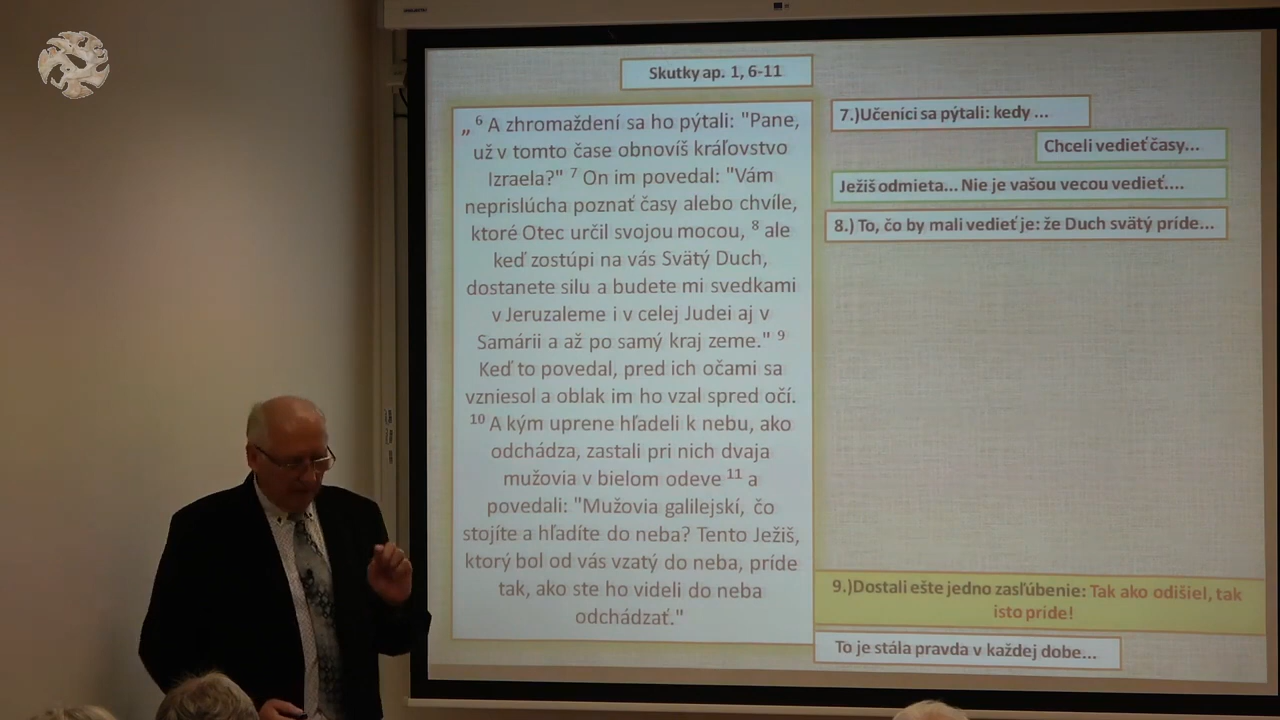 Skutky ap. 1, 6-11
„ ⁶ A zhromaždení sa ho pýtali: "Pane,
už v tomto čase obnovíš kráľovstvo
Izraela?" ⁷ On im povedal: "Vám
neprislúcha poznať časy alebo chvíle,
ktoré Otec určil svojou mocou, ⁸ ale
keď zostúpi na vás Svätý Duch,
dostanete silu a budete mi svedkami
v Jeruzaleme i v celej Judei aj v
Samárii a až po samý kraj zeme." ⁹
Keď to povedal, pred ich očami sa
vzniesol a oblak im ho vzal spred očí.
¹⁰ A kým uprene hľadeli k nebu, ako
odchádza, zastali pri nich dvaja
mužovia v bielom odeve ¹¹ a
povedali: "Mužovia galilejskí, čo
stojíte a hľadíte do neba? Tento Ježiš,
ktorý bol od vás vzatý do neba, príde
tak, ako ste ho videli do neba
odchádzať."
7.)Učeníci sa pýtali: kedy ...
Chceli vedieť časy...
Ježiš odmieta... Nie je vašou vecou vedieť....
8.) To, čo by mali vedieť je: že Duch svätý príde...
9.)Dostali ešte jedno zasľúbenie: Tak ako odišiel, tak
isto príde!
To je stála pravda v každej dobe...